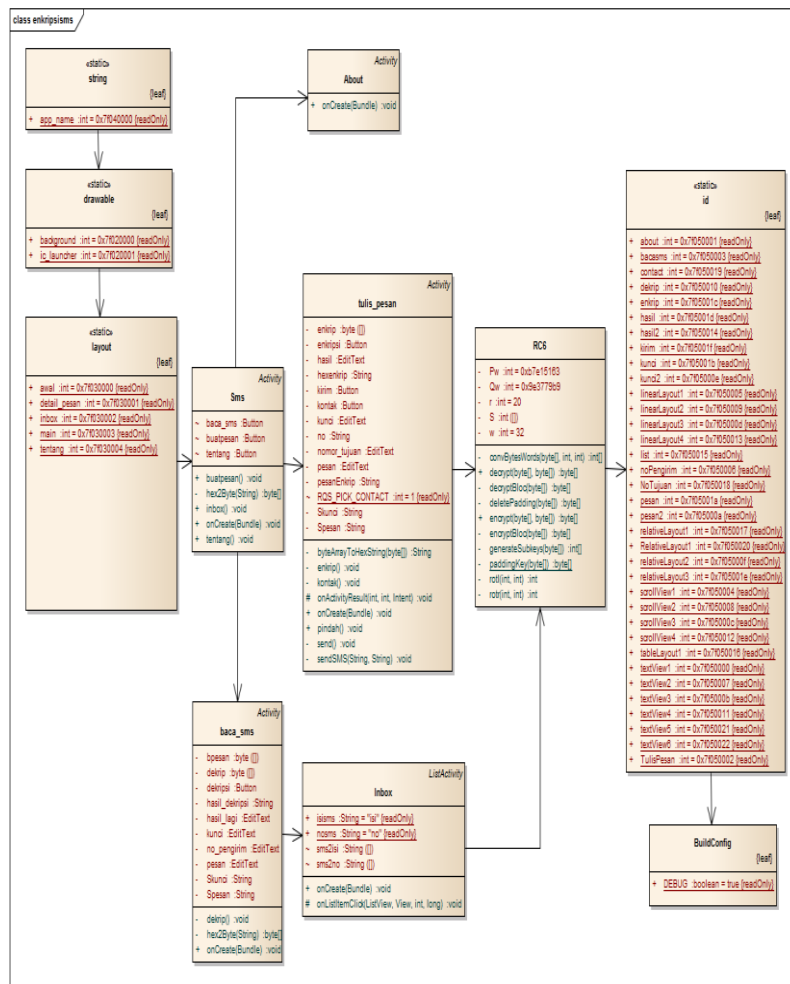 class enkripsisms
«static»
string
{leaf}
+ app_name :int = 0x7f040000 {readOnly}
«static»
drawable
{leaf}
+ background :int = 0x7f020000 {readOnly}
+ ic_launcher :int = 0x7f020001 {readOnly}
«static»
layout
{leaf}
+ awal :int = 0x7f030000 {readOnly}
+ detail_pesan :int = 0x7f030001 {readOnly}
+ inbox :int = 0x7f030002 {readOnly}
+ main :int = 0x7f030003 {readOnly}
+ tentang :int = 0x7f030004 {readOnly}
Activity
About
+ onCreate(Bundle) :void
Activity
Sms
~ baca_sms :Button
~ buatpesan :Button
~ tentang :Button
+ buatpesan() :void
- hex2Byte(String) :byte[]
+ inbox() :void
+ onCreate(Bundle) :void
+ tentang() :void
Activity
tulis_pesan
- enkrip :byte ([])
- enkripsi :Button
- hasil :EditText
- hexenkrip :String
- kirim :Button
- kontak :Button
- kunci :EditText
- no :String
- nomor_tujuan :EditText
- pesan :EditText
- pesanEnkrip :String
~ RQS_PICK_CONTACT :int = 1 {readOnly}
- Skunci :String
- Spesan :String
- byteArrayToHexString(byte[]) :String
- enkrip() :void
- kontak() :void
# onActivityResult(int, int, Intent) :void
+ onCreate(Bundle) :void
+ pindah() :void
- send() :void
- sendSMS(String, String) :void
RC6
- Pw :int = 0xb7e15163
- Qw :int = 0x9e3779b9
- r :int = 20
- S :int ([])
- w :int = 32
- convBytesWords(byte[], int, int) :int[]
+ decrypt(byte[], byte[]) :byte[]
- decryptBloc(byte[]) :byte[]
- deletePadding(byte[]) :byte[]
+ encrypt(byte[], byte[]) :byte[]
- encryptBloc(byte[]) :byte[]
- generateSubkeys(byte[]) :int[]
- paddingKey(byte[]) :byte[]
- rotl(int, int) :int
- rotr(int, int) :int
«static»
id
{leaf}
+ about :int = 0x7f050001 {readOnly}
+ bacasms :int = 0x7f050003 {readOnly}
+ contact :int = 0x7f050019 {readOnly}
+ dekrip :int = 0x7f050010 {readOnly}
+ enkrip :int = 0x7f05001c {readOnly}
+ hasil :int = 0x7f05001d {readOnly}
+ hasil2 :int = 0x7f050014 {readOnly}
+ kirim :int = 0x7f05001f {readOnly}
+ kunci :int = 0x7f05001b {readOnly}
+ kunci2 :int = 0x7f05000e {readOnly}
+ linearLayout1 :int = 0x7f050005 {readOnly}
+ linearLayout2 :int = 0x7f050009 {readOnly}
+ linearLayout3 :int = 0x7f05000d {readOnly}
+ linearLayout4 :int = 0x7f050013 {readOnly}
+ list :int = 0x7f050015 {readOnly}
+ noPengirim :int = 0x7f050006 {readOnly}
+ NoTujuan :int = 0x7f050018 {readOnly}
+ pesan :int = 0x7f05001a {readOnly}
+ pesan2 :int = 0x7f05000a {readOnly}
+ relativeLayout1 :int = 0x7f050017 {readOnly}
+ RelativeLayout1 :int = 0x7f050020 {readOnly}
+ relativeLayout2 :int = 0x7f05000f {readOnly}
+ relativeLayout3 :int = 0x7f05001e {readOnly}
+ scrollView1 :int = 0x7f050004 {readOnly}
+ scrollView2 :int = 0x7f050008 {readOnly}
+ scrollView3 :int = 0x7f05000c {readOnly}
+ scrollView4 :int = 0x7f050012 {readOnly}
+ tableLayout1 :int = 0x7f050016 {readOnly}
+ textView1 :int = 0x7f050000 {readOnly}
+ textView2 :int = 0x7f050007 {readOnly}
+ textView3 :int = 0x7f05000b {readOnly}
+ textView4 :int = 0x7f050011 {readOnly}
+ textView5 :int = 0x7f050021 {readOnly}
+ textView6 :int = 0x7f050022 {readOnly}
+ TulisPesan :int = 0x7f050002 {readOnly}
Activity
baca_sms
- bpesan :byte ([])
- dekrip :byte ([])
- dekripsi :Button
- hasil_dekripsi :String
- hasil_lagi :EditText
- kunci :EditText
- no_pengirim :EditText
- pesan :EditText
- Skunci :String
- Spesan :String
- dekrip() :void
- hex2Byte(String) :byte[]
+ onCreate(Bundle) :void
ListActivity
Inbox
+ isisms :String = "isi" {readOnly}
+ nosms :String = "no" {readOnly}
~ sms2isi :String ([])
~ sms2no :String ([])
+ onCreate(Bundle) :void
# onListItemClick(ListView, View, int, long) :void
BuildConfig
{leaf}
+ DEBUG :boolean = true {readOnly}